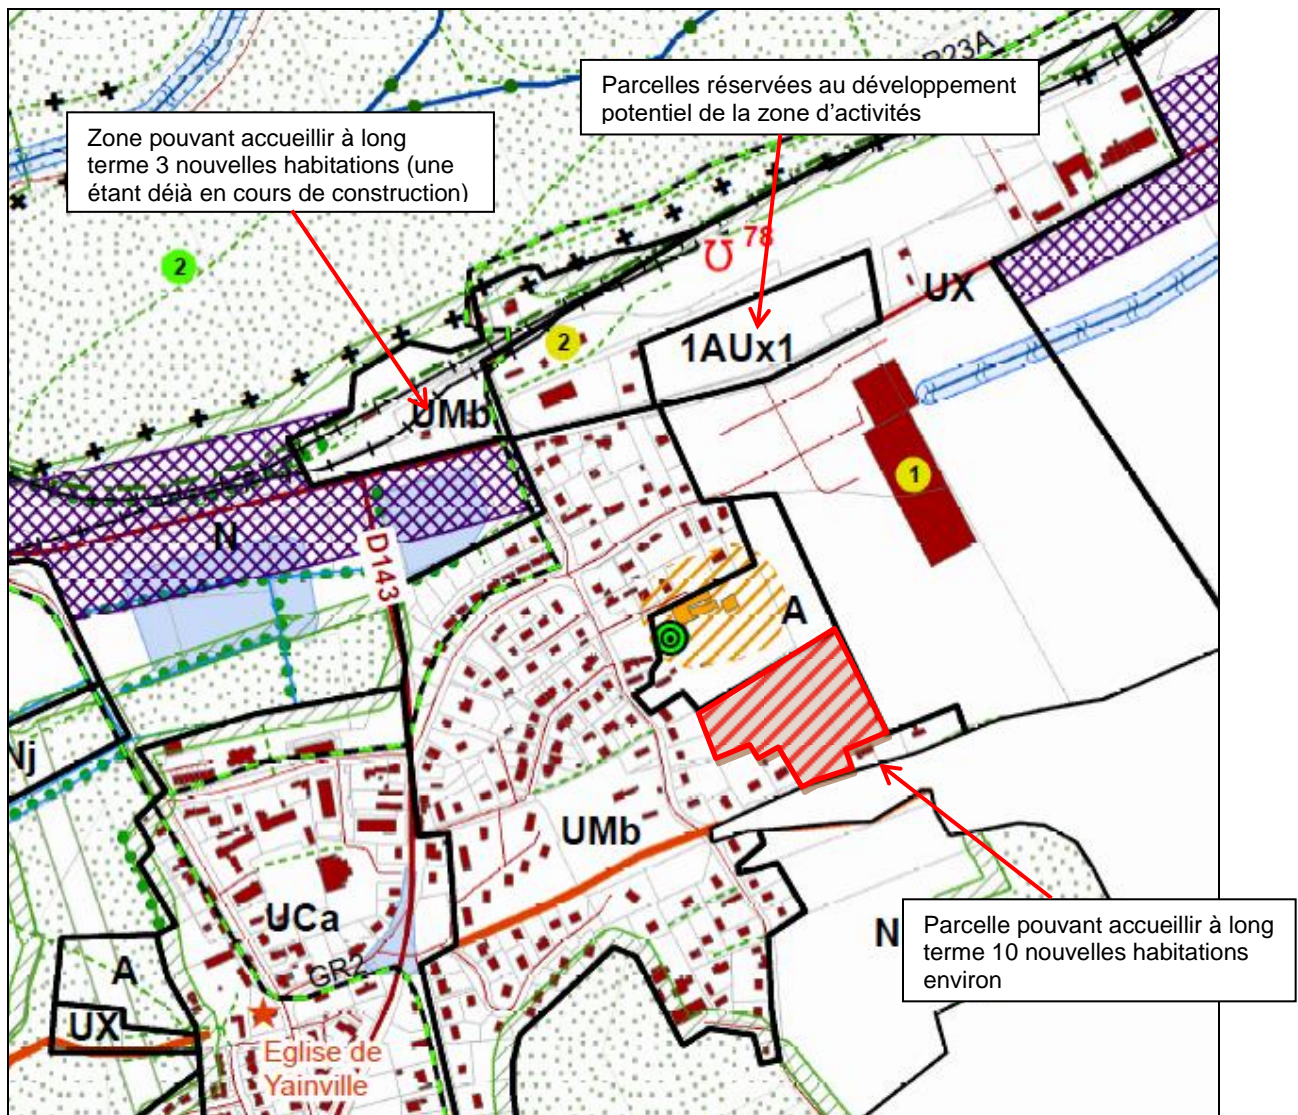 R23A
Parcelles réservées au développement
potentiel de la zone d'activités
Zone pouvant accueillir à long
terme 3 nouvelles habitations (une
étant déjà en cours de construction)
78
2
UX
2
1AUx1
UMb
1
N
D143
A
Nj
UMb
UCa
N
Parcelle pouvant accueillir à long
terme 10 nouvelles habitations
environ
A
GR2
UX
Eglise de
Yainville